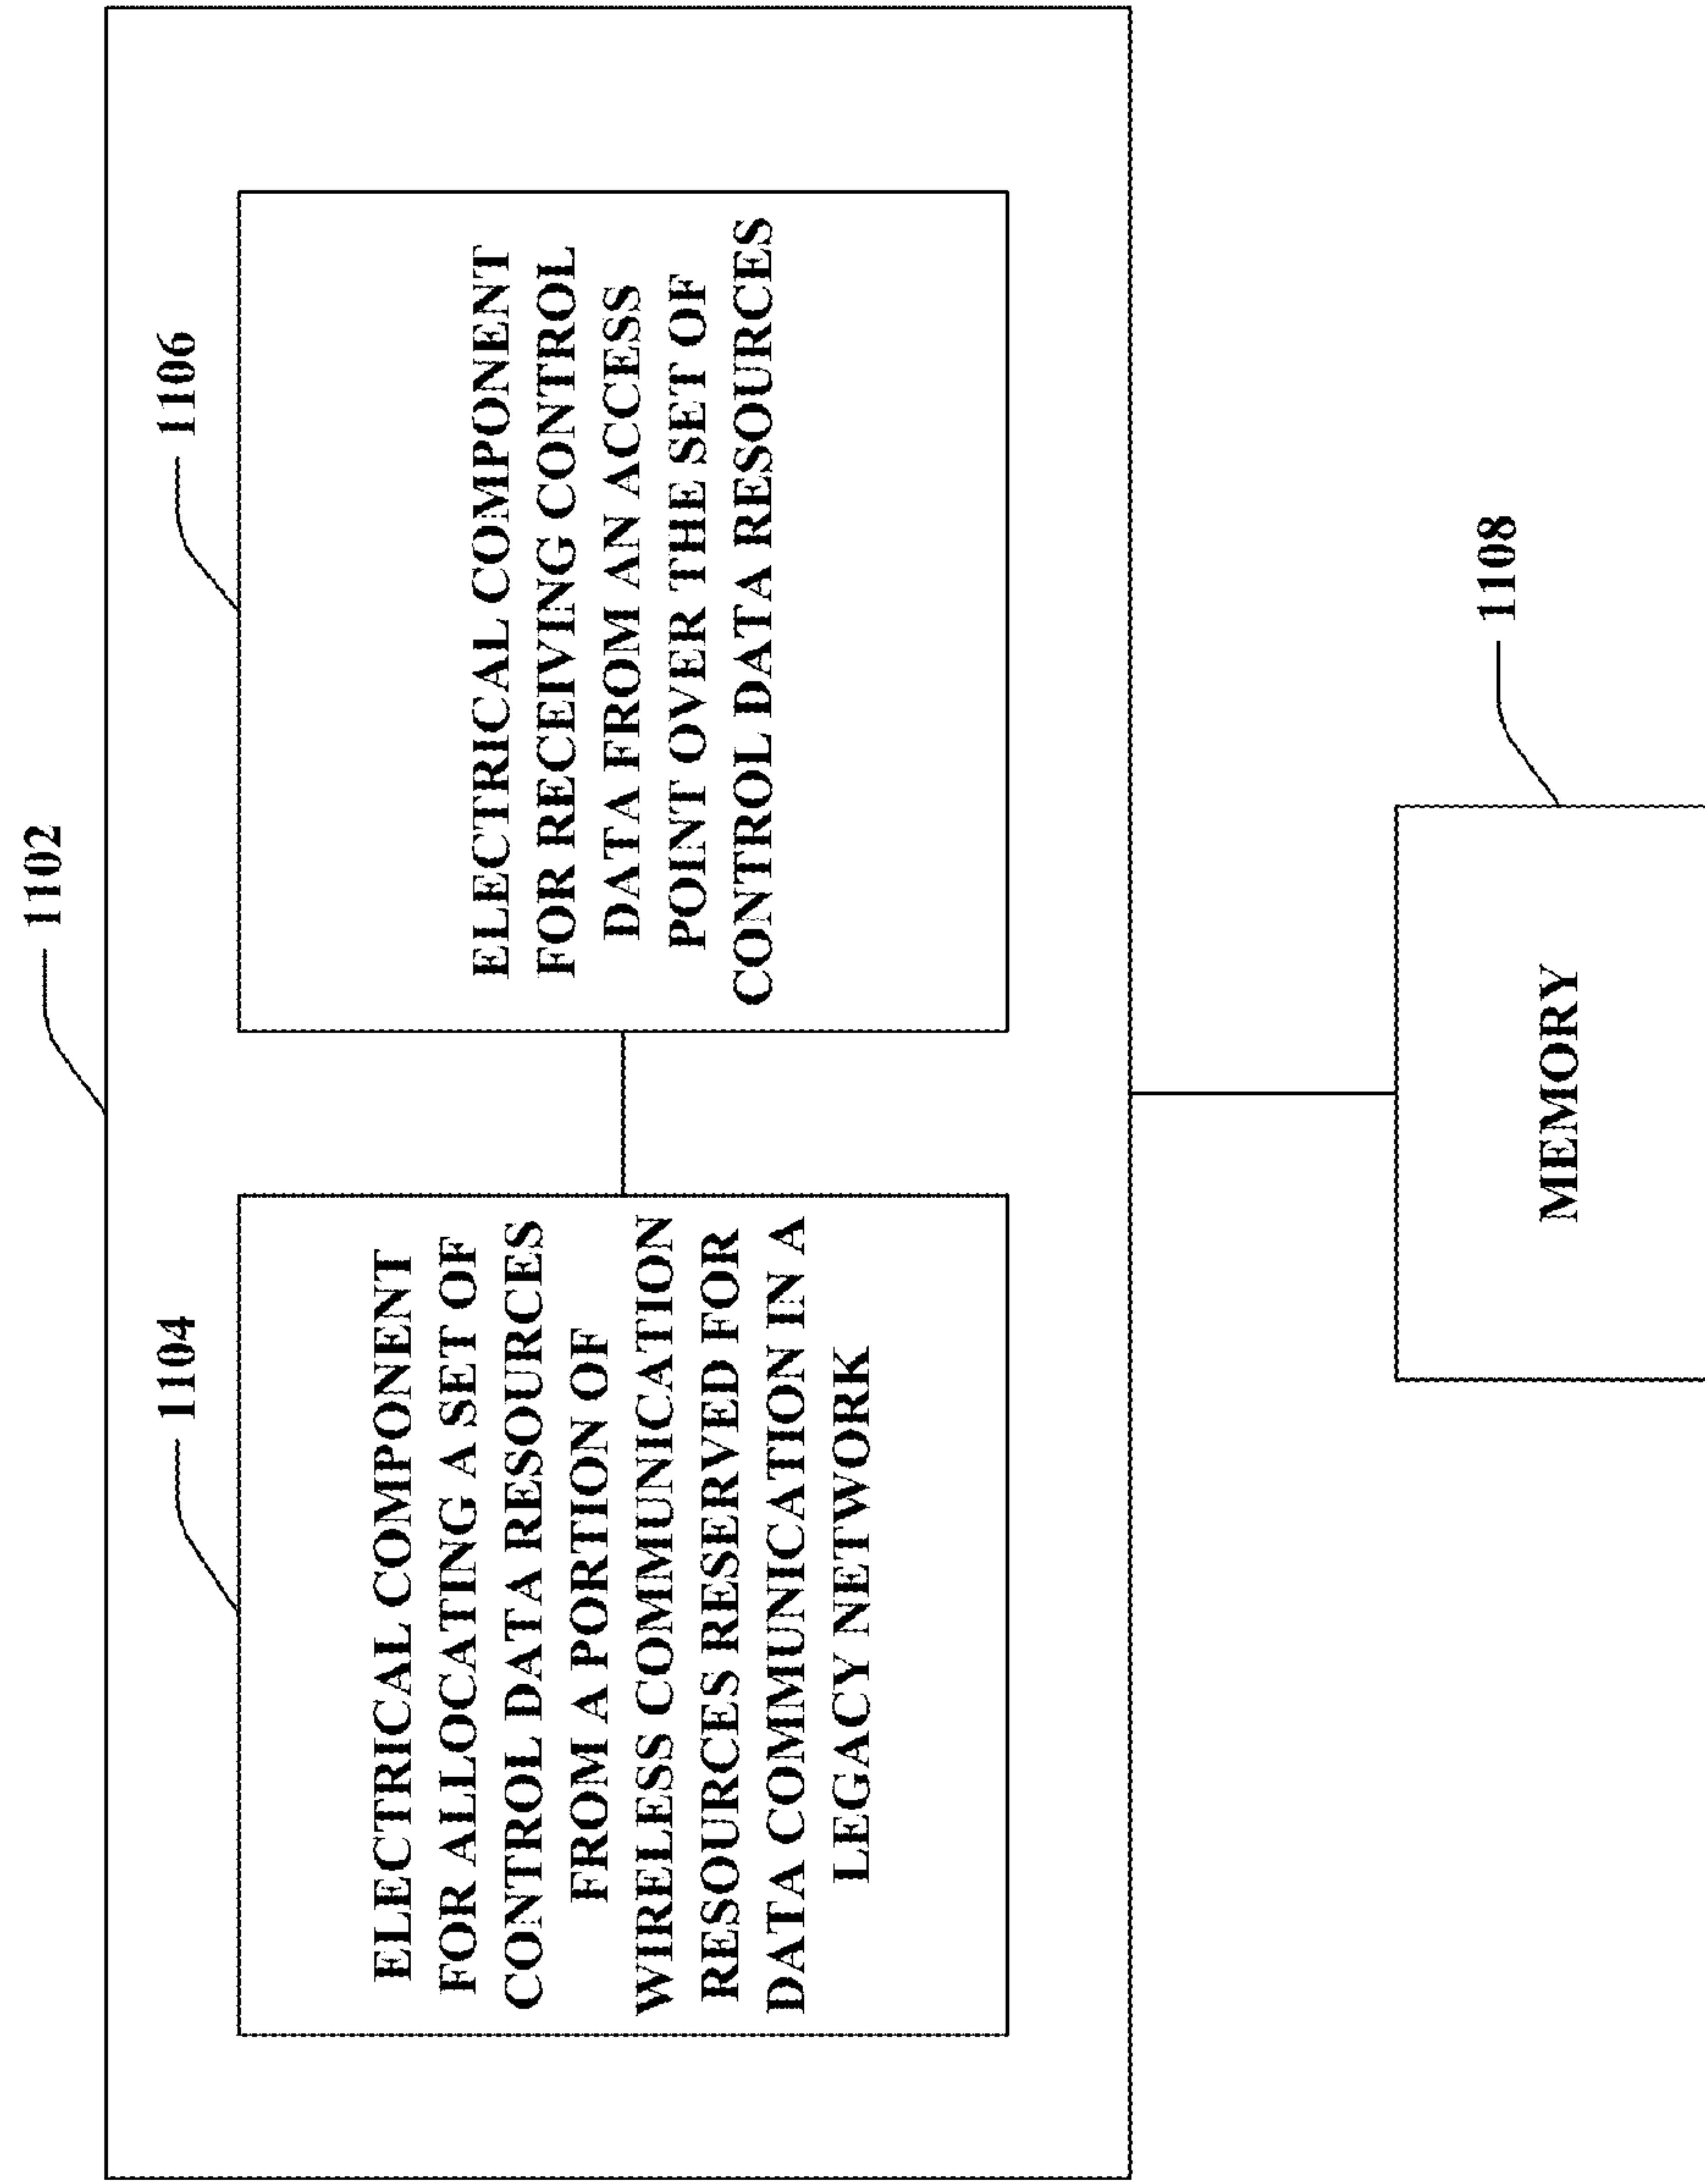 1102
1104
ELECTRICAL COMPONENT
FOR ALLOCATING A SET OF
CONTROL DATA RESOURCES
FROM A PORTION OF
WIRELESS COMMUNICATION
RESOURCES RESERVED FOR
DATA COMMUNICATION IN A
LEGACY NETWORK
1106
ELECTRICAL COMPONENT
FOR RECEIVING CONTROL
DATA FROM AN ACCESS
POINT OVER THE SET OF
CONTROL DATA RESOURCES
1108
MEMORY